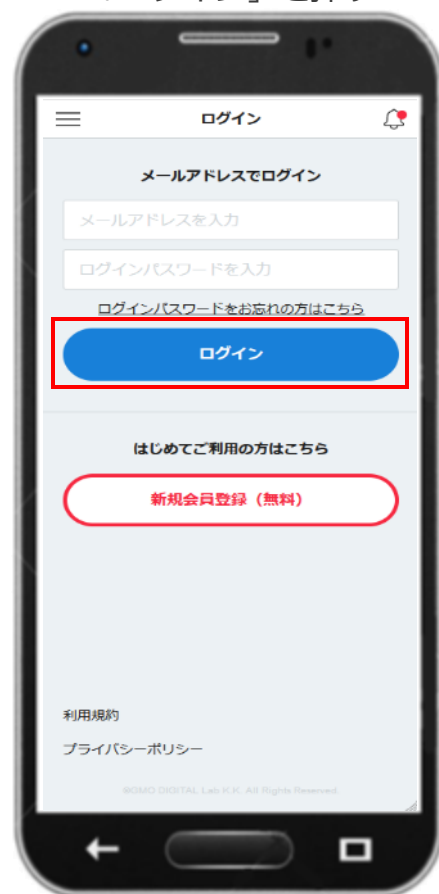 ログイン
メールアドレスでログイン
メールアドレスを入力
ログインパスワードを入力
ログインパスワードをお忘れの方はこちら
ログイン
はじめてご利用の方はこちら
新規会員登録（無料）
利用規約
プライバシーポリシー
DIGITAL Lab K.K. All Rights Reserved.